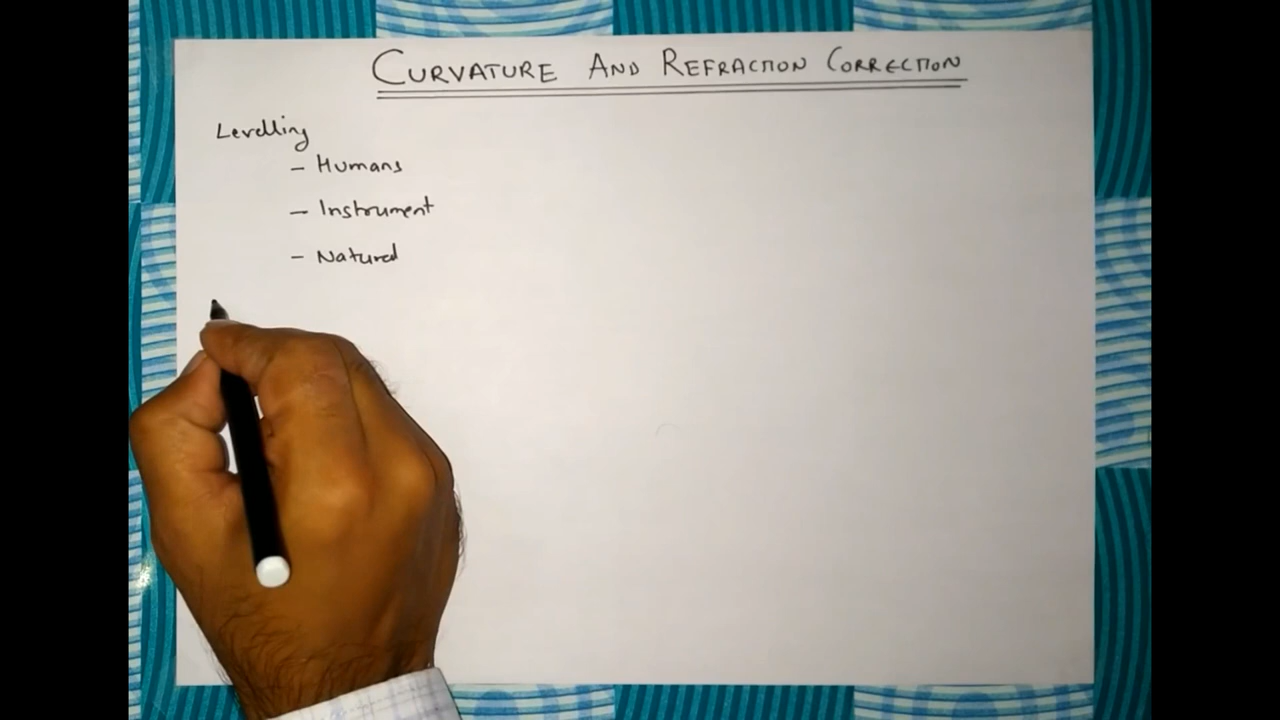 CURVATURE AND REFRACTION CORRECTION
Levelling
- Humans
- Instrument
- Natural